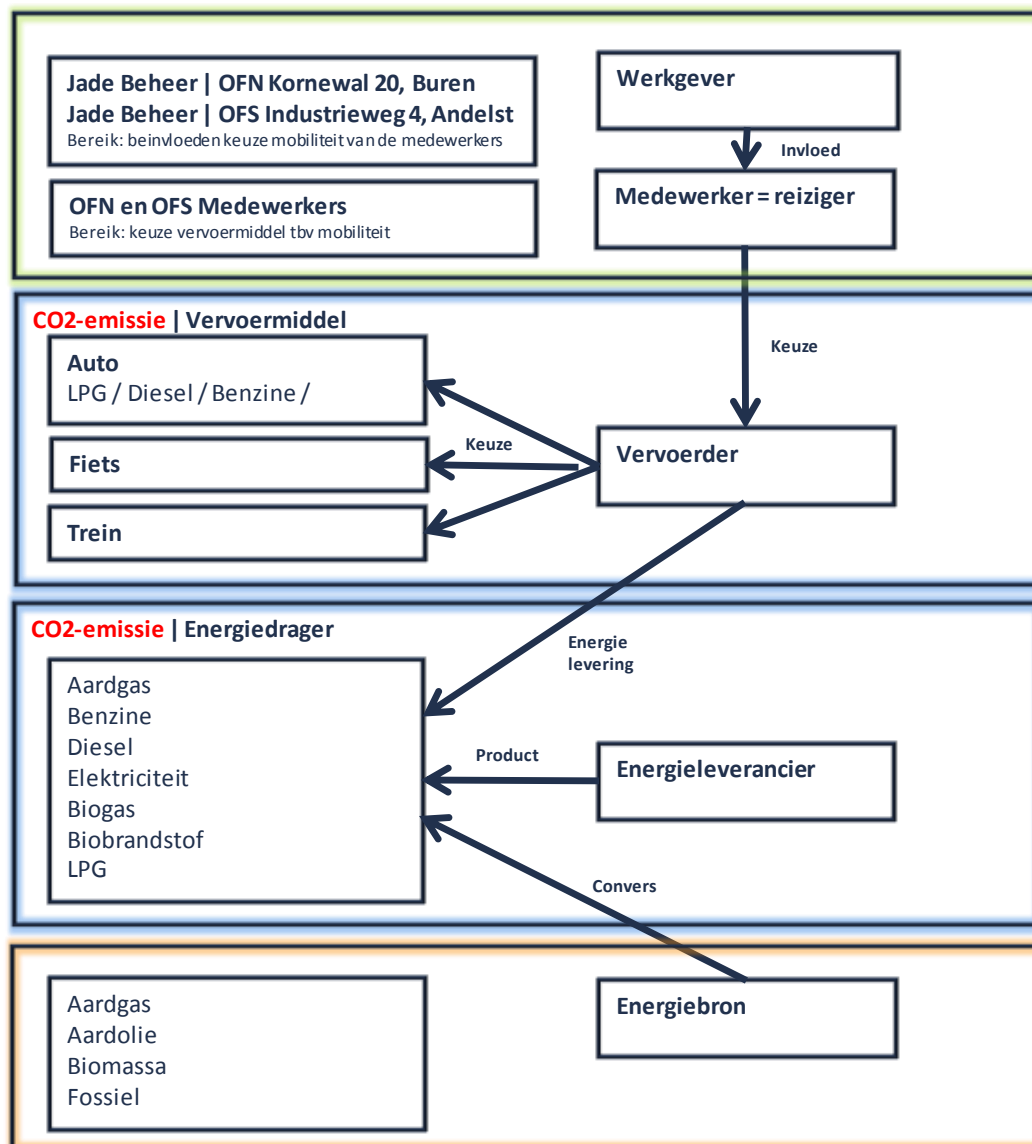 Jade Beheer | OFN Kornewal 20, Buren
Jade Beheer | OFS Industrieweg 4, Andelst
Bereik: beinvloeden keuze mobiliteit van de medewerkers
Werkgever
Invloed
OFN en OFS Medewerkers
Bereik: keuze vervoermiddel tbv mobiliteit
Medewerker = reiziger
CO2-emissie | Vervoermiddel
Keuze
Auto
LPG / Diesel / Benzine /
Keuze
Fiets
Vervoerder
Trein
CO2-emissie | Energiedrager
Energie
levering
Aardgas
Benzine
Diesel
Elektriciteit
Biogas
Biobrandstof
LPG
Product
Energieleverancier
Convers
Aardgas
Aardolie
Biomassa
Fossiel
Energiebron